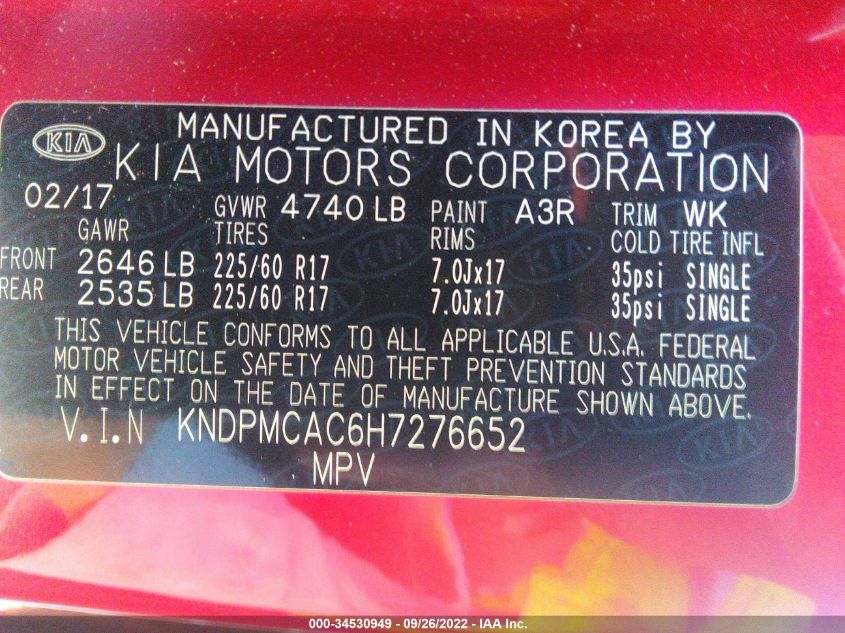 KIA MANUFACTURED IN KOREA BY
KIA MOTORS CORPORATION
02/17 GVWR 4740 LB PAINT A3R TRIM WK
GAWR TIRES RIMS COLD TIRE INFL
FRONT 2646 LB 225/60 R17 7.0Jx17 35psi SINGLE
REAR 2535 LB 225/60 R17 7.0Jx17 35psi SINGLE
THIS VEHICLE CONFORMS TO ALL APPLICABLE U.S.A. FEDERAL
MOTOR VEHICLE SAFETY AND THEFT PREVENTION STANDARDS
IN EFFECT ON THE DATE OF MANUFACTURE SHOWN ABOVE.
V.I.N KNDPMCAC6H7276652
MPV
000-34530949 - 09/26/2022 - IAA Inc.